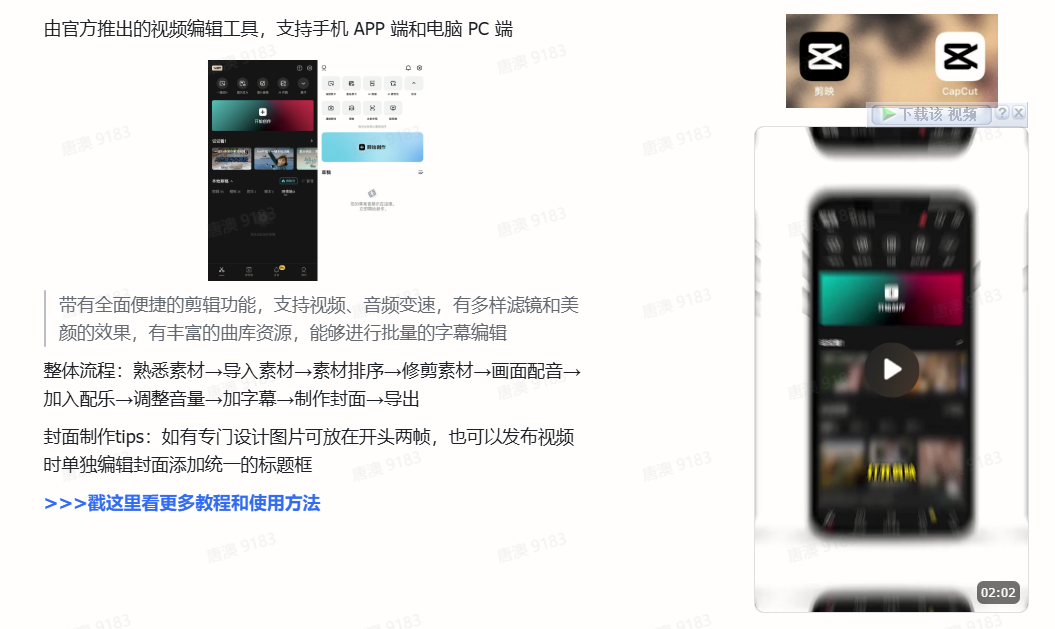 由官方推出的视频编辑工具，支持手机 APP 端和电脑 PC 端
剪映
CapCut
下载该 视频
开始创作
开始创作
带有全面便捷的剪辑功能，支持视频、音频变速，有多样滤镜和美
颜的效果，有丰富的曲库资源，能够进行批量的字幕编辑
整体流程：熟悉素材→导入素材→素材排序→修剪素材→画面配音→
加入配乐→调整音量→加字幕→制作封面→导出
封面制作tips：如有专门设计图片可放在开头两帧，也可以发布视频
时单独编辑封面添加统一的标题框
>>>戳这里看更多教程和使用方法
开始创作
打开剪映
02:02
唐澳 9183